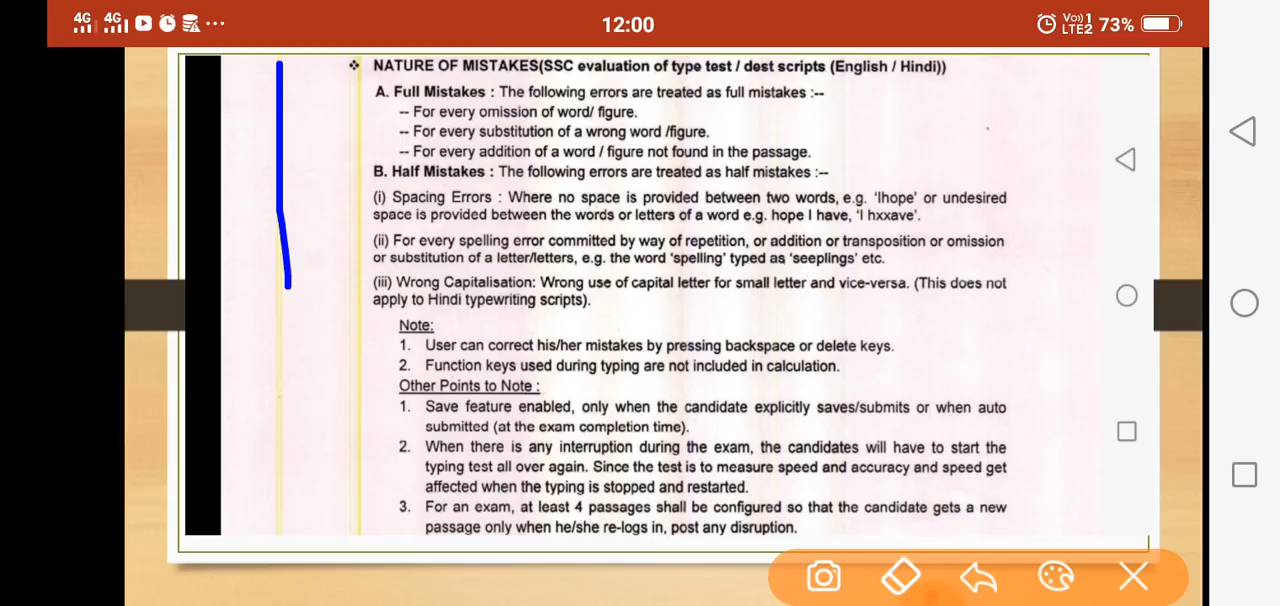 4G 4G ... 12:00 Vo)) 1 LTE2 73%
❖ NATURE OF MISTAKES(SSC evaluation of type test / dest scripts (English / Hindi))
A. Full Mistakes : The following errors are treated as full mistakes :--
-- For every omission of word/ figure.
-- For every substitution of a wrong word /figure.
-- For every addition of a word / figure not found in the passage.
B. Half Mistakes : The following errors are treated as half mistakes :--
(i) Spacing Errors : Where no space is provided between two words, e.g. 'Ihope' or undesired
space is provided between the words or letters of a word e.g. hope I have, 'I hxxave'.
(ii) For every spelling error committed by way of repetition, or addition or transposition or omission
or substitution of a letter/letters, e.g. the word 'spelling' typed as 'seeplings' etc.
(iii) Wrong Capitalisation: Wrong use of capital letter for small letter and vice-versa. (This does not
apply to Hindi typewriting scripts).
Note:
1. User can correct his/her mistakes by pressing backspace or delete keys.
2. Function keys used during typing are not included in calculation.
Other Points to Note :
1. Save feature enabled, only when the candidate explicitly saves/submits or when auto
submitted (at the exam completion time).
2. When there is any interruption during the exam, the candidates will have to start the
typing test all over again. Since the test is to measure speed and accuracy and speed get
affected when the typing is stopped and restarted.
3. For an exam, at least 4 passages shall be configured so that the candidate gets a new
passage only when he/she re-logs in, post any disruption.